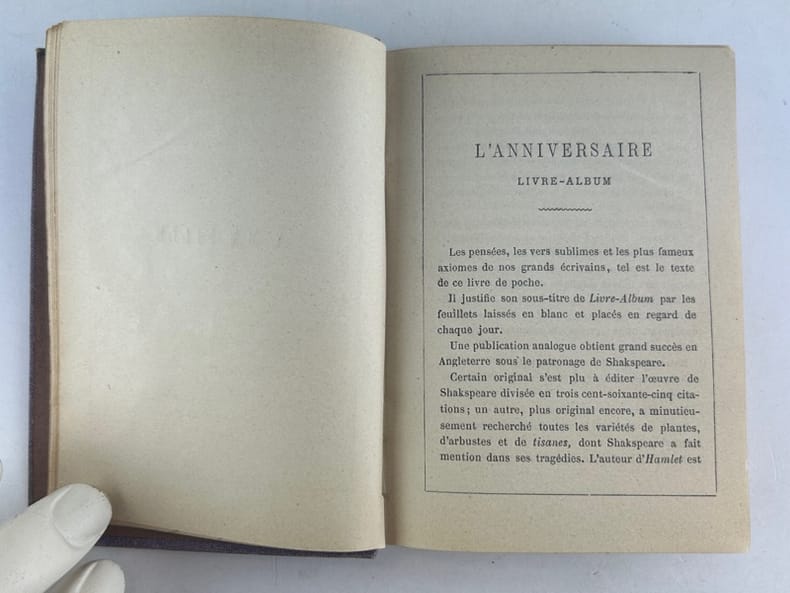 L'ANNIVERSAIRE
LIVRE-ALBUM
Les pensées, les vers sublimes et les plus fameux
axiomes de nos grands écrivains, tel est le texte
de ce livre de poche.
Il justifie son sous-titre de Livre-Album par les
feuillets laissés en blanc et placés en regard de
chaque jour.
Une publication analogue obtient grand succès en
Angleterre sous le patronage de Shakspeare.
Certain original s'est plu à éditer l'œuvre de
Shakspeare divisée en trois cent-soixante-cinq cita-
tions; un autre, plus original encore, a minutieu-
sement recherché toutes les variétés de plantes,
d'arbustes et de tisanes, dont Shakspeare a fait
mention dans ses tragédies. L'auteur d'Hamlet est